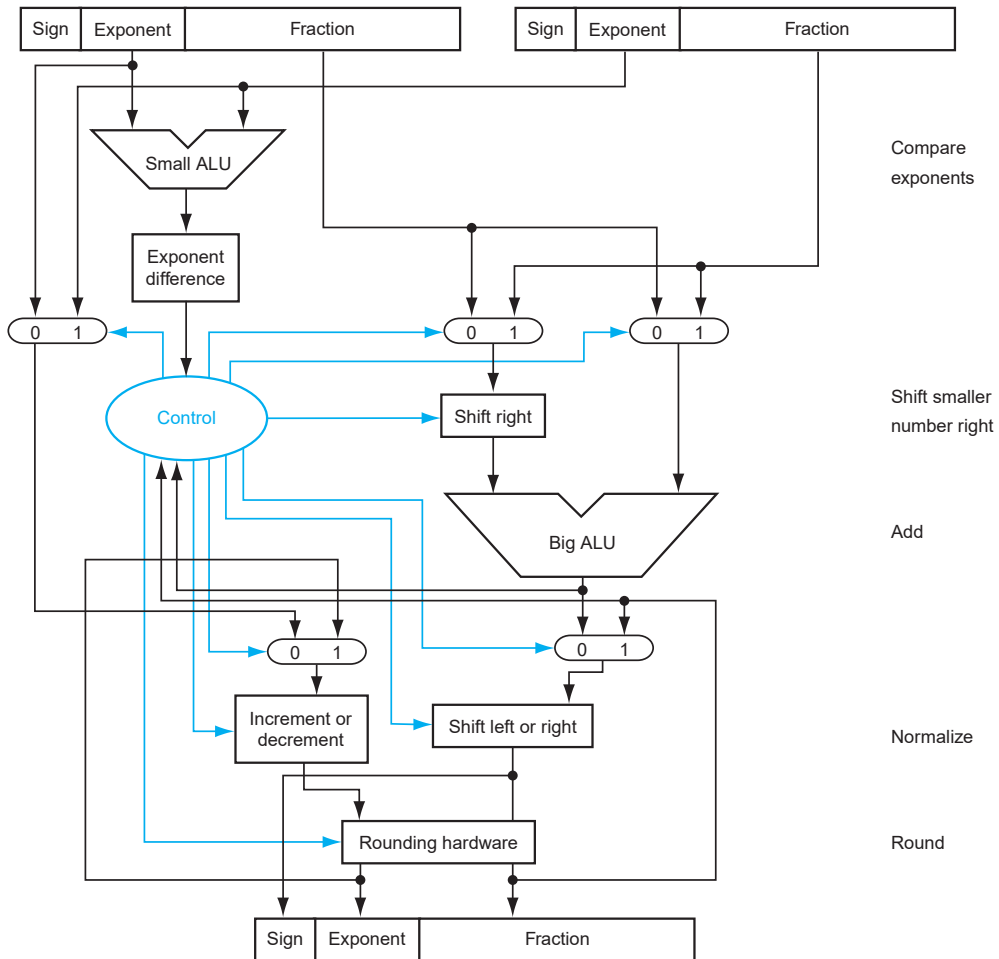 Sign Exponent Fraction
Sign Exponent Fraction
Compare
exponents
Small ALU
Exponent
difference
0 1
0 1
0 1
Control
Shift right
Shift smaller
number right
Big ALU
Add
0 1
0 1
Increment or
decrement
Shift left or right
Normalize
Rounding hardware
Round
Sign Exponent Fraction